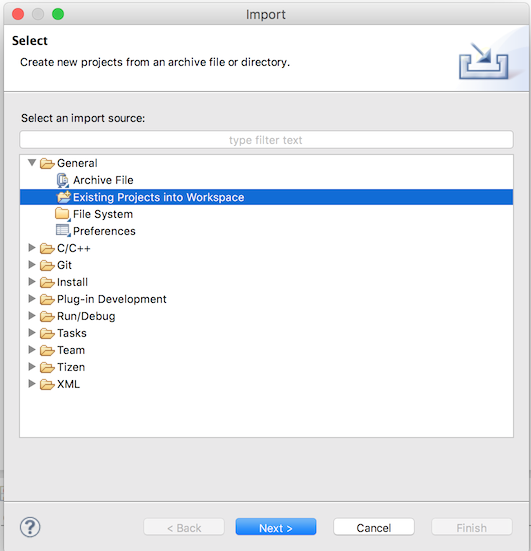 Import
Select
Create new projects from an archive file or directory.
Select an import source:
type filter text
General
Archive File
Existing Projects into Workspace
File System
Preferences
C/C++
Git
Install
Plug-in Development
Run/Debug
Tasks
Team
Tizen
XML
?
< Back
Next >
Cancel
Finish